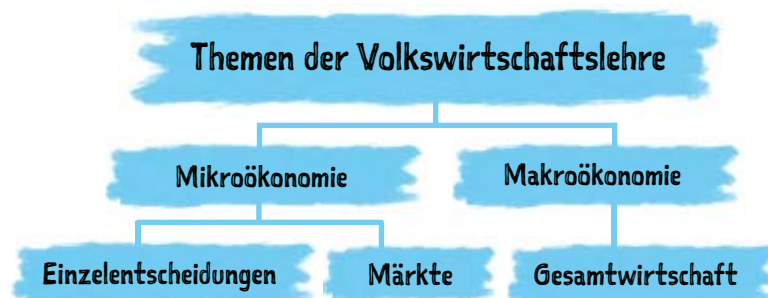 Themen der Volkswirtschaftslehre
Mikroökonomie
Makroökonomie
Einzelentscheidungen
Märkte
Gesamtwirtschaft